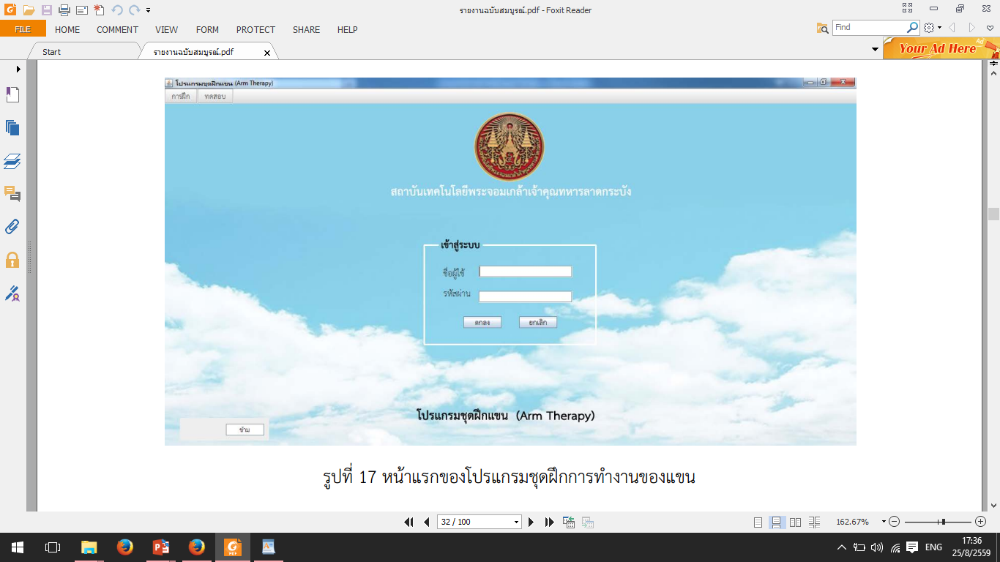 รายงานฉบับสมบูรณ์.pdf - Foxit Reader
FILE HOME COMMENT VIEW FORM PROTECT SHARE HELP
Find
Start
รายงานฉบับสมบูรณ์.pdf
Your Ad Here
Ad
โปรแกรมชุดฝึกแขน (Arm Therapy)
การฝึก ทดสอบ
สถาบันเทคโนโลยีพระจอมเกล้าเจ้าคุณทหารลาดกระบัง
เข้าสู่ระบบ
ชื่อผู้ใช้
รหัสผ่าน
ตกลง ยกเลิก
โปรแกรมชุดฝึกแขน (Arm Therapy)
ข้าม
รูปที่ 17 หน้าแรกของโปรแกรมชุดฝึกการทำงานของแขน
32 / 100
162.67%
ENG
17:36
25/8/2559